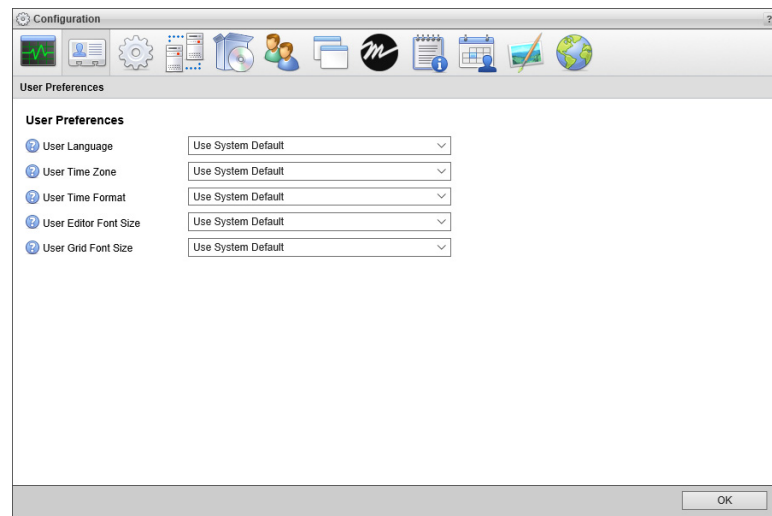 Configuration
?
User Preferences
User Preferences
? User Language Use System Default
? User Time Zone Use System Default
? User Time Format Use System Default
? User Editor Font Size Use System Default
? User Grid Font Size Use System Default
OK